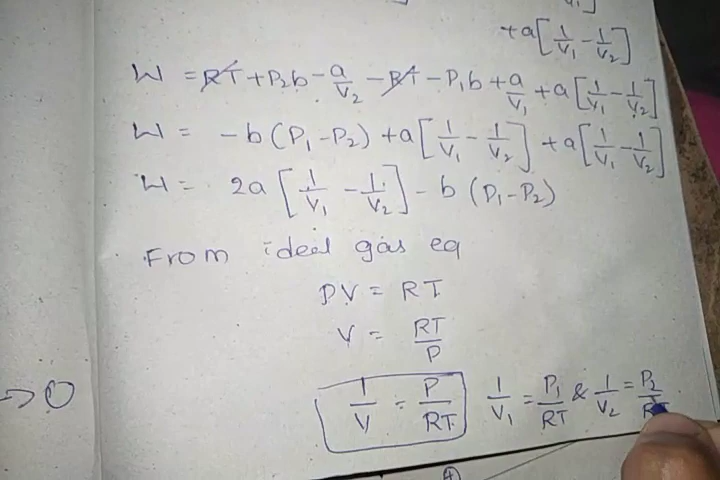 +a[1/V₁ - 1/V₂]
W = RT + P₂b - a/V₂ - RT - P₁b + a/V₁ + a[1/V₁ - 1/V₂]
W = -b(P₁-P₂) + a[1/V₁ - 1/V₂] + a[1/V₁ - 1/V₂]
W = 2a[1/V₁ - 1/V₂] - b(P₁-P₂)
From ideal gas eq
PV = RT
V = RT/P
→ 0
1/V = P/RT 1/V₁ = P₁/RT & 1/V₂ = P₂/RT